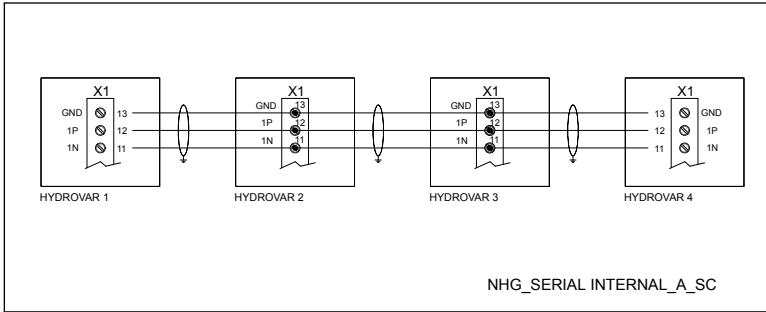 X1 X1 X1 X1
GND 13 GND 13 GND 13 13 GND
1P 12 1P 12 1P 12 12 1P
1N 11 1N 11 1N 11 11 1N
HYDROVAR 1 HYDROVAR 2 HYDROVAR 3 HYDROVAR 4
NHG_SERIAL INTERNAL_A_SC